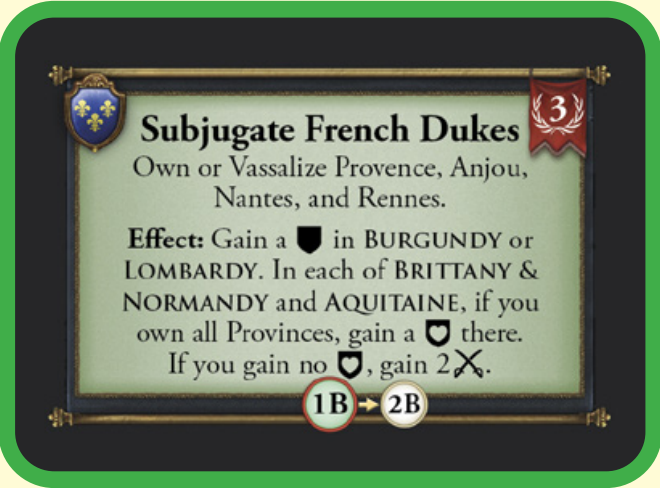 3
Subjugate French Dukes
Own or Vassalize Provence, Anjou,
Nantes, and Rennes.
Effect: Gain a in BURGUNDY or
LOMBARDY. In each of BRITTANY &
NORMANDY and AQUITAINE, if you
own all Provinces, gain a there.
If you gain no , gain 2 .
1B 2B